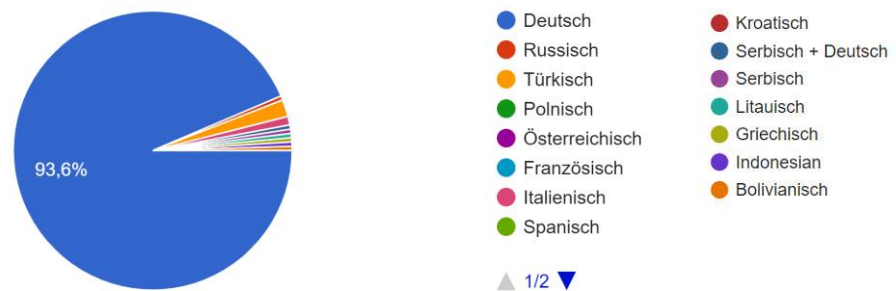 93,6%
Deutsch
Russisch
Türkisch
Polnisch
Österreichisch
Französisch
Italienisch
Spanisch
1/2
Kroatisch
Serbisch + Deutsch
Serbisch
Litauisch
Griechisch
Indonesian
Bolivianisch